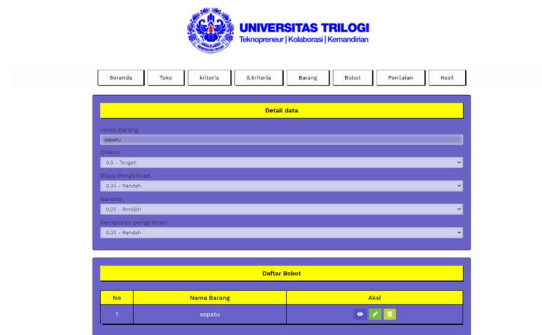 UNIVERSITAS TRILOGI
Teknopreneur | Kolaborasi | Kemandirian
Beranda Toko kriteria S.kriteria Barang Bobot Penilaian Hasil
Detail data
Jenis Barang
sepatu
Diskon
0.5 - Tengah
Biaya Pengiriman
0.25 - Rendah
Garansi
0.25 - Rendah
Kecepatan pengiriman
0.25 - Rendah
Daftar Bobot
No Nama Barang Aksi
1 sepatu